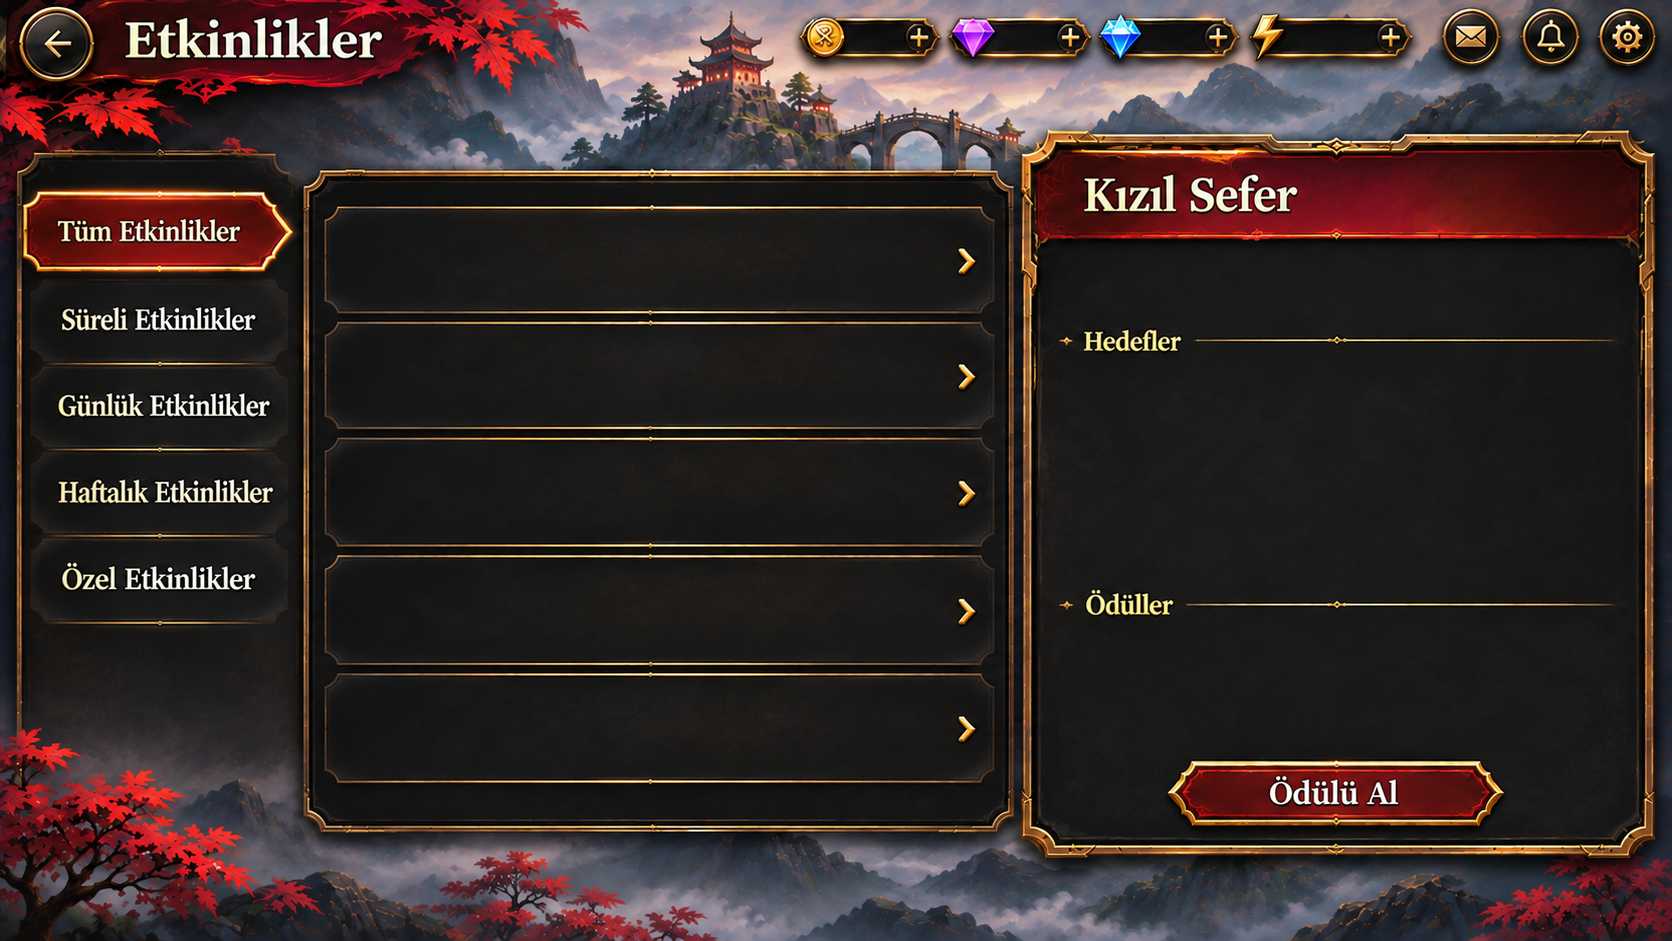 Etkinlikler
Tüm Etkinlikler
Süreli Etkinlikler
Günlük Etkinlikler
Haftalık Etkinlikler
Özel Etkinlikler
Kızıl Sefer
Hedefler
Ödüller
Ödülü Al